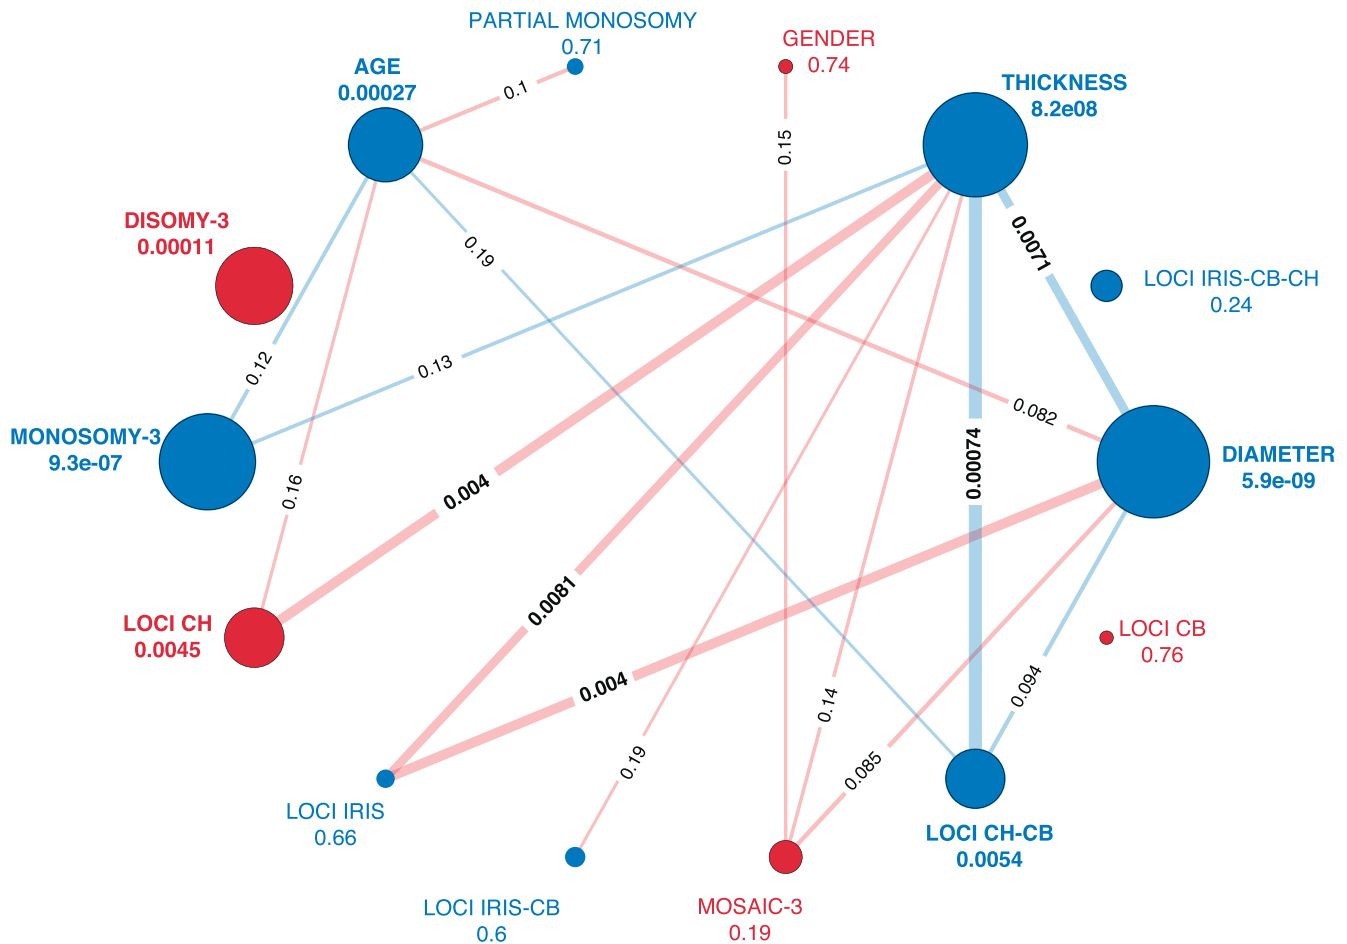 PARTIAL MONOSOMY
0.71
GENDER
0.74
AGE
0.00027
THICKNESS
8.2e08
0.1
0.15
DISOMY-3
0.00011
0.19
0.0071
LOCI IRIS-CB-CH
0.24
0.12
0.13
0.082
MONOSOMY-3
9.3e-07
0.00074
DIAMETER
5.9e-09
0.16
0.004
0.0081
LOCI CH
0.0045
LOCI CB
0.76
0.004
0.094
0.14
0.19
0.085
LOCI IRIS
0.66
LOCI CH-CB
0.0054
LOCI IRIS-CB
0.6
MOSAIC-3
0.19